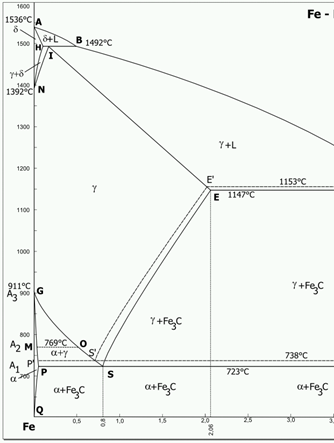 1600
Fe -
A
1536°C
δ
δ+L
B
1492°C
1500
H
I
γ+δ
1400
1392°C
N
1300
γ+L
1200
E'
1153°C
γ
E
1147°C
1100
1000
911°C
A3
G
900
γ+Fe3C
γ+Fe3C
800
A2
M
769°C
O
α+γ
S'
P'
738°C
A1
723°C
α
700
P
S
α+Fe3C
α+Fe3C
α+Fe3C
Q
Fe
0,5
0,8
1,0
1,5
2,0
2,06
2,5
3,0